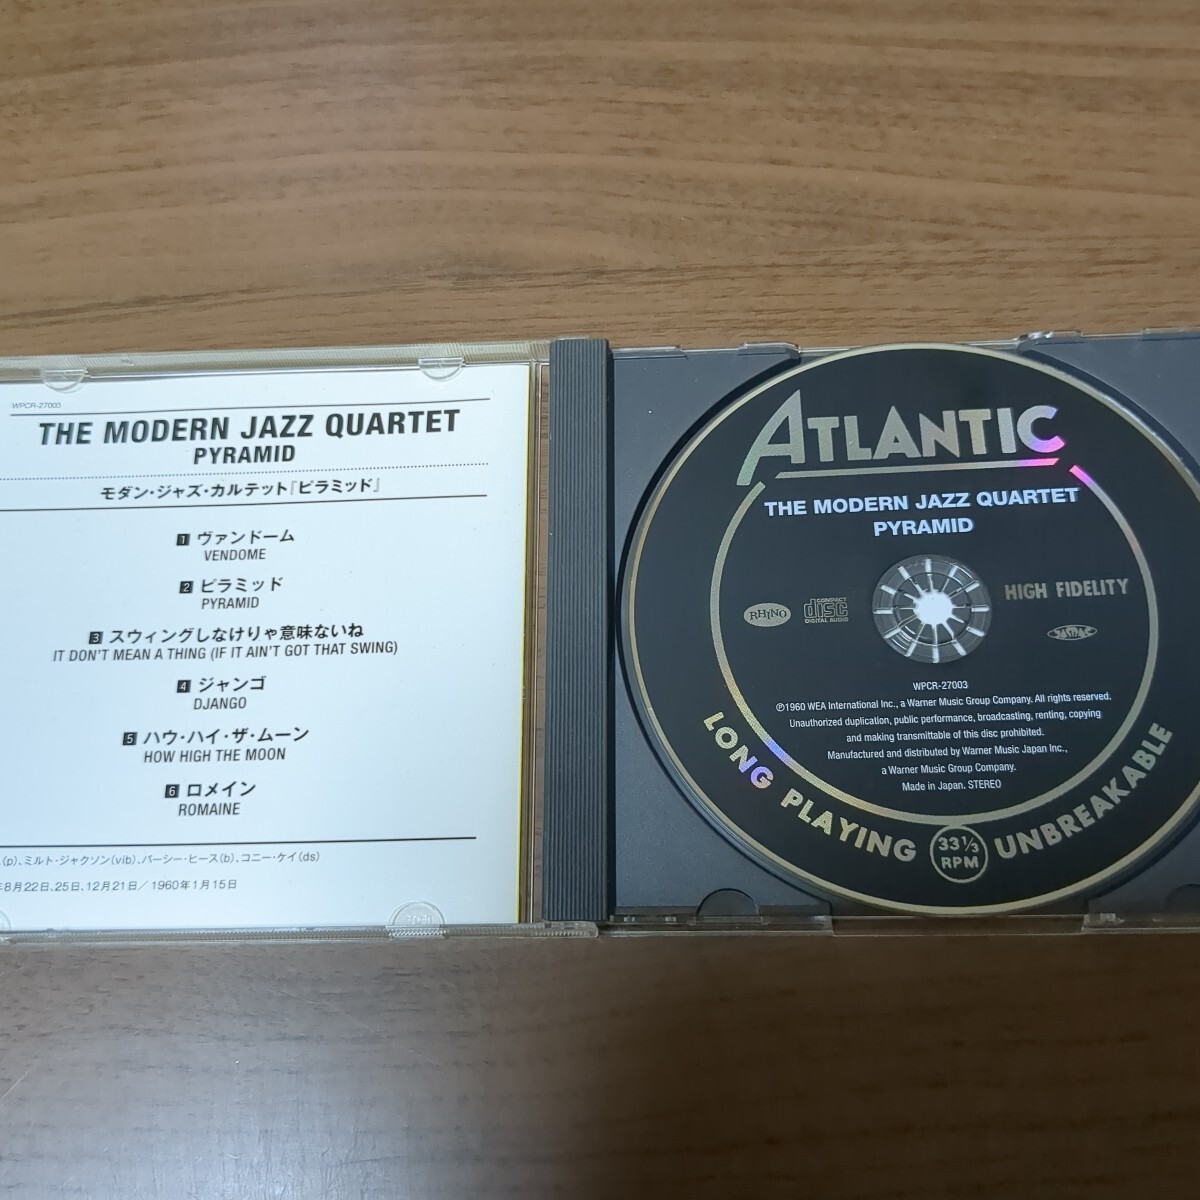 WPCR-27003
THE MODERN JAZZ QUARTET
PYRAMID
モダン・ジャズ・カルテット『ピラミッド』
1 ヴァンドーム
VENDOME
2 ピラミッド
PYRAMID
3 スウィングしなけりゃ意味ないね
IT DON'T MEAN A THING (IF IT AIN'T GOT THAT SWING)
4 ジャンゴ
DJANGO
5 ハウ・ハイ・ザ・ムーン
HOW HIGH THE MOON
6 ロメイン
ROMAINE
(p)、ミルト・ジャクソン(vib)、パーシー・ヒース(b)、コニー・ケイ(ds)
年8月22日、25日、12月21日／1960年1月15日
ATLANTIC
THE MODERN JAZZ QUARTET
PYRAMID
RHINO
COMPACT
disc
DIGITAL AUDIO
HIGH FIDELITY
WPCR-27003
℗1960 WEA International Inc., a Warner Music Group Company. All rights reserved.
Unauthorized duplication, public performance, broadcasting, renting, copying
and making transmittable of this disc prohibited.
Manufactured and distributed by Warner Music Japan Inc.,
a Warner Music Group Company.
Made in Japan. STEREO
LONG PLAYING
33 1/3
RPM
UNBREAKABLE